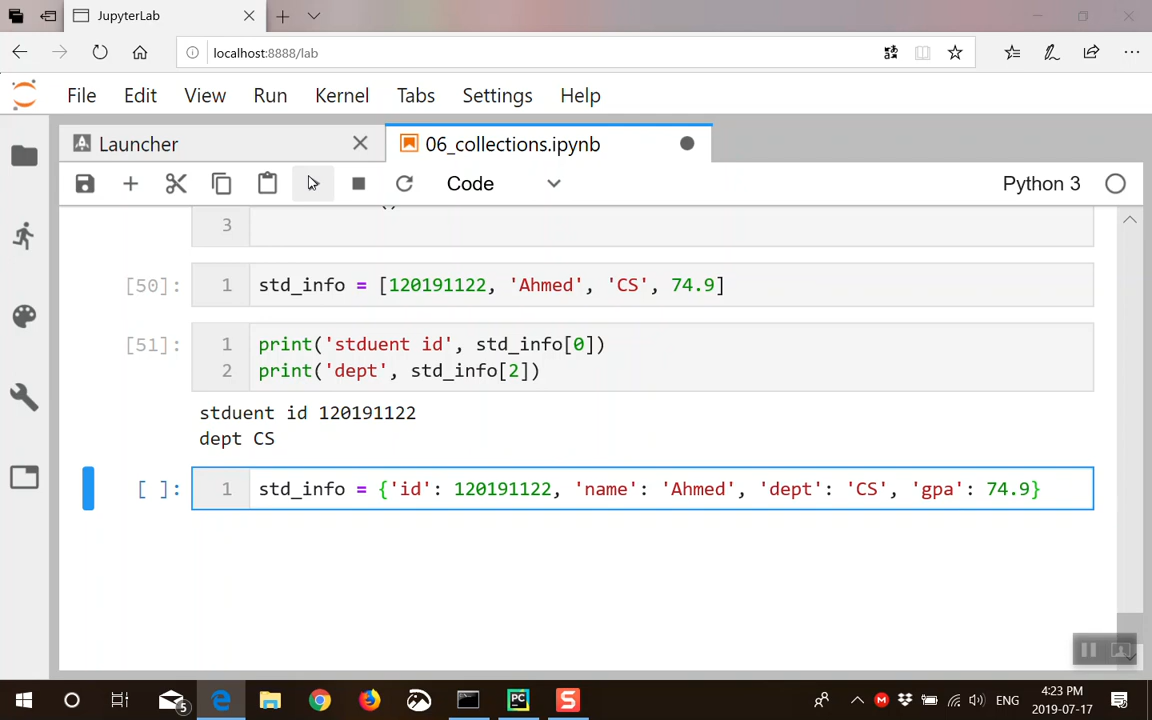 JupyterLab
localhost:8888/lab
File Edit View Run Kernel Tabs Settings Help
Launcher
06_collections.ipynb
Code
Python 3
3
[50]: 1 std_info = [120191122, 'Ahmed', 'CS', 74.9]
[51]: 1 print('stduent id', std_info[0])
2 print('dept', std_info[2])
stduent id 120191122
dept CS
[ ]: 1 std_info = {'id': 120191122, 'name': 'Ahmed', 'dept': 'CS', 'gpa': 74.9}
5
PC
S
ENG
4:23 PM
2019-07-17